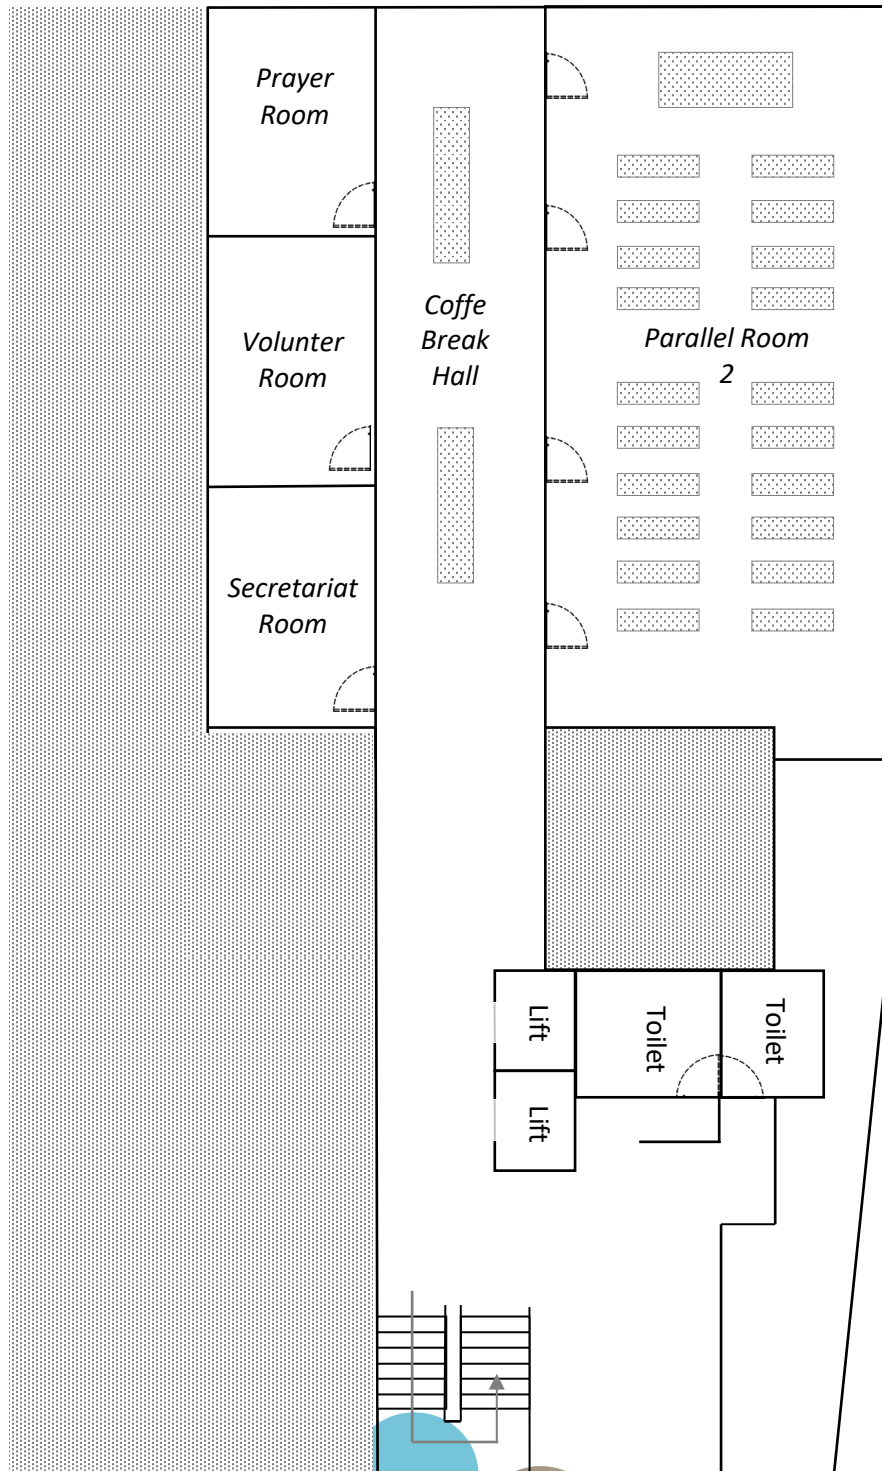 Prayer
Room
Coffe
Break
Hall
Volunter
Room
Parallel Room
2
Secretariat
Room
Lift
Toilet
Toilet
Lift